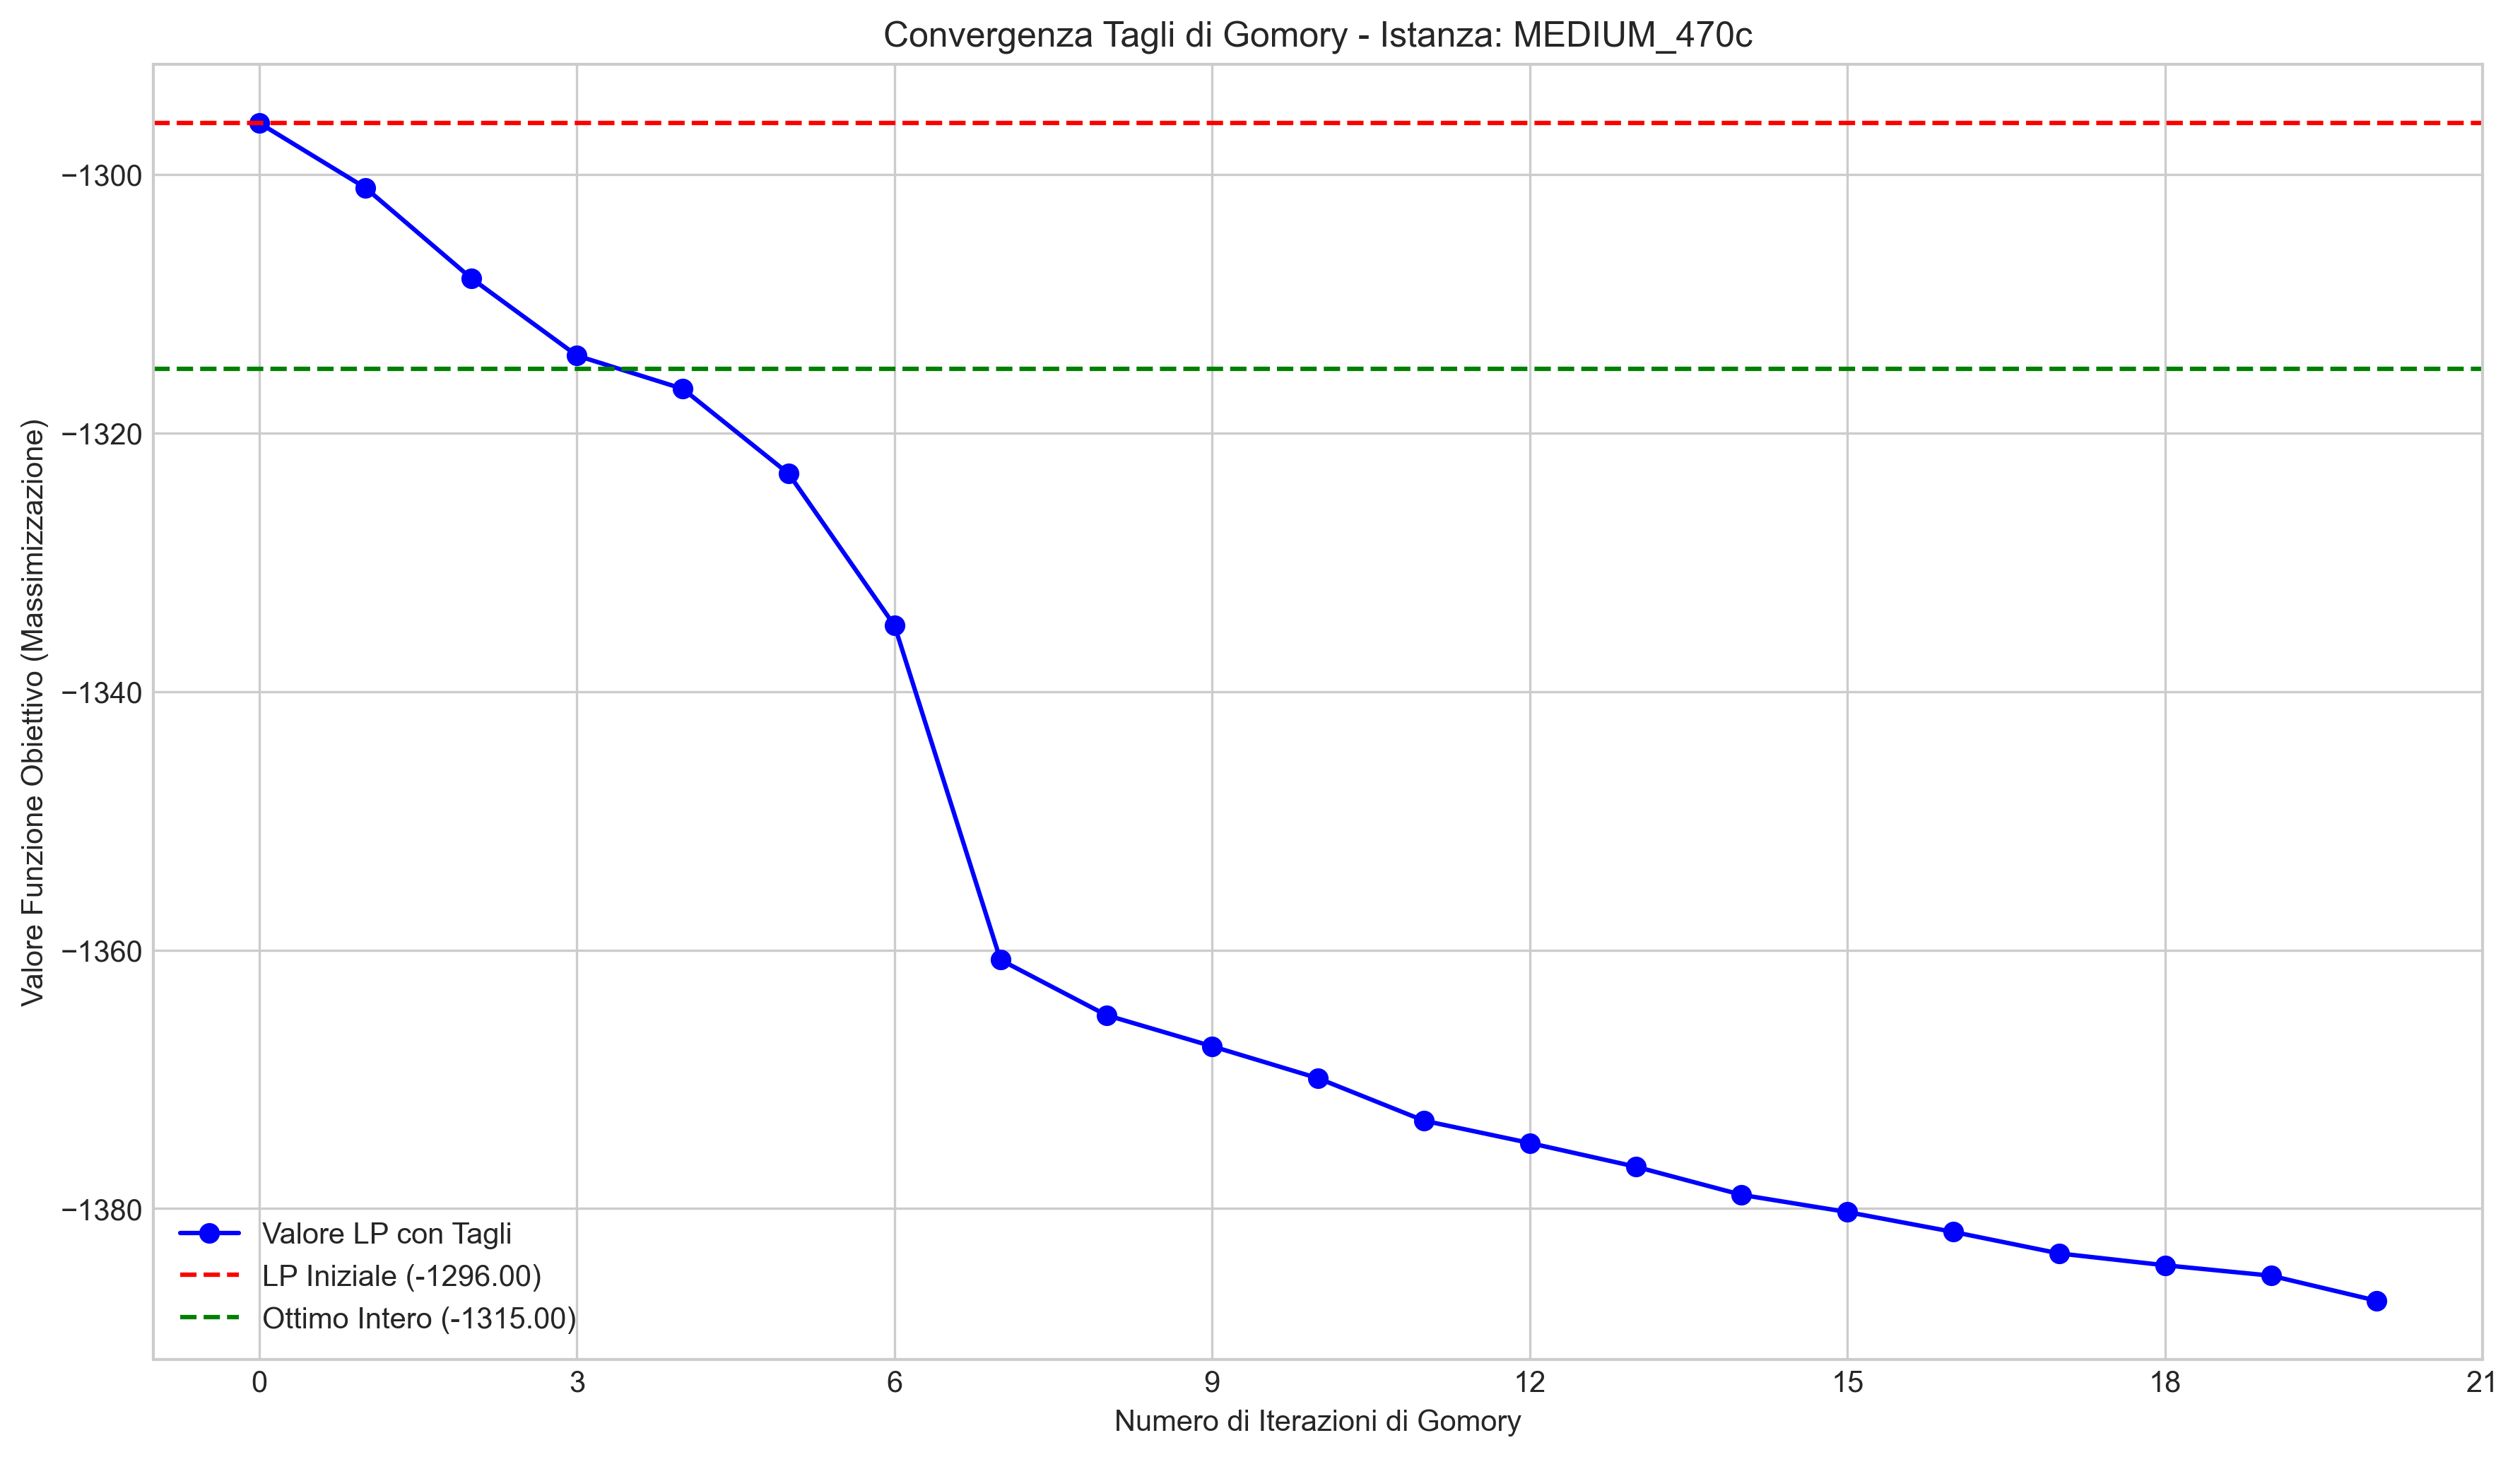 Convergenza Tagli di Gomory - Istanza: MEDIUM_470c
Valore Funzione Obiettivo (Massimizzazione)
−1300
−1320
−1340
−1360
−1380
Valore LP con Tagli
LP Iniziale (-1296.00)
Ottimo Intero (-1315.00)
0 3 6 9 12 15 18 21
Numero di Iterazioni di Gomory